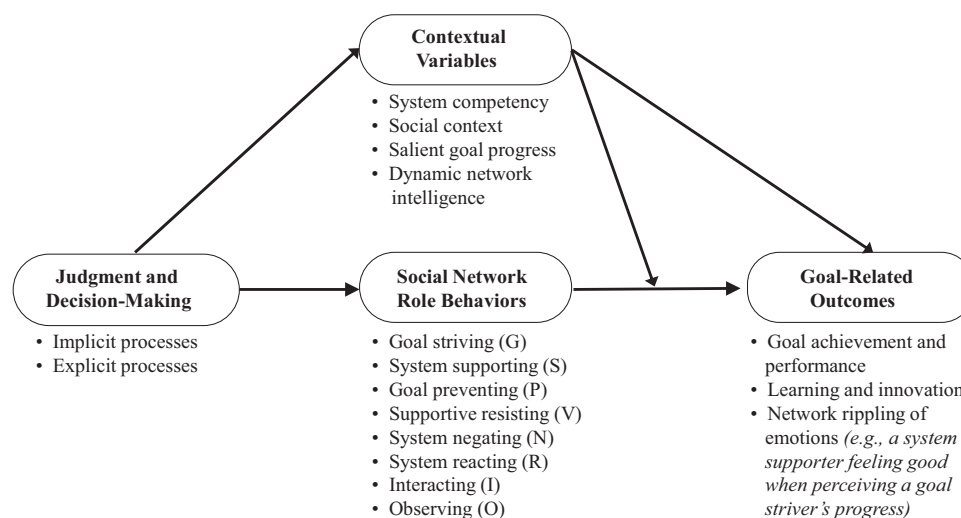 Contextual
Variables
• System competency
• Social context
• Salient goal progress
• Dynamic network
intelligence
Judgment and
Decision-Making
• Implicit processes
• Explicit processes
Social Network
Role Behaviors
• Goal striving (G)
• System supporting (S)
• Goal preventing (P)
• Supportive resisting (V)
• System negating (N)
• System reacting (R)
• Interacting (I)
• Observing (O)
Goal-Related
Outcomes
• Goal achievement and
performance
• Learning and innovation
• Network rippling of
emotions (e.g., a system
supporter feeling good
when perceiving a goal
striver's progress)